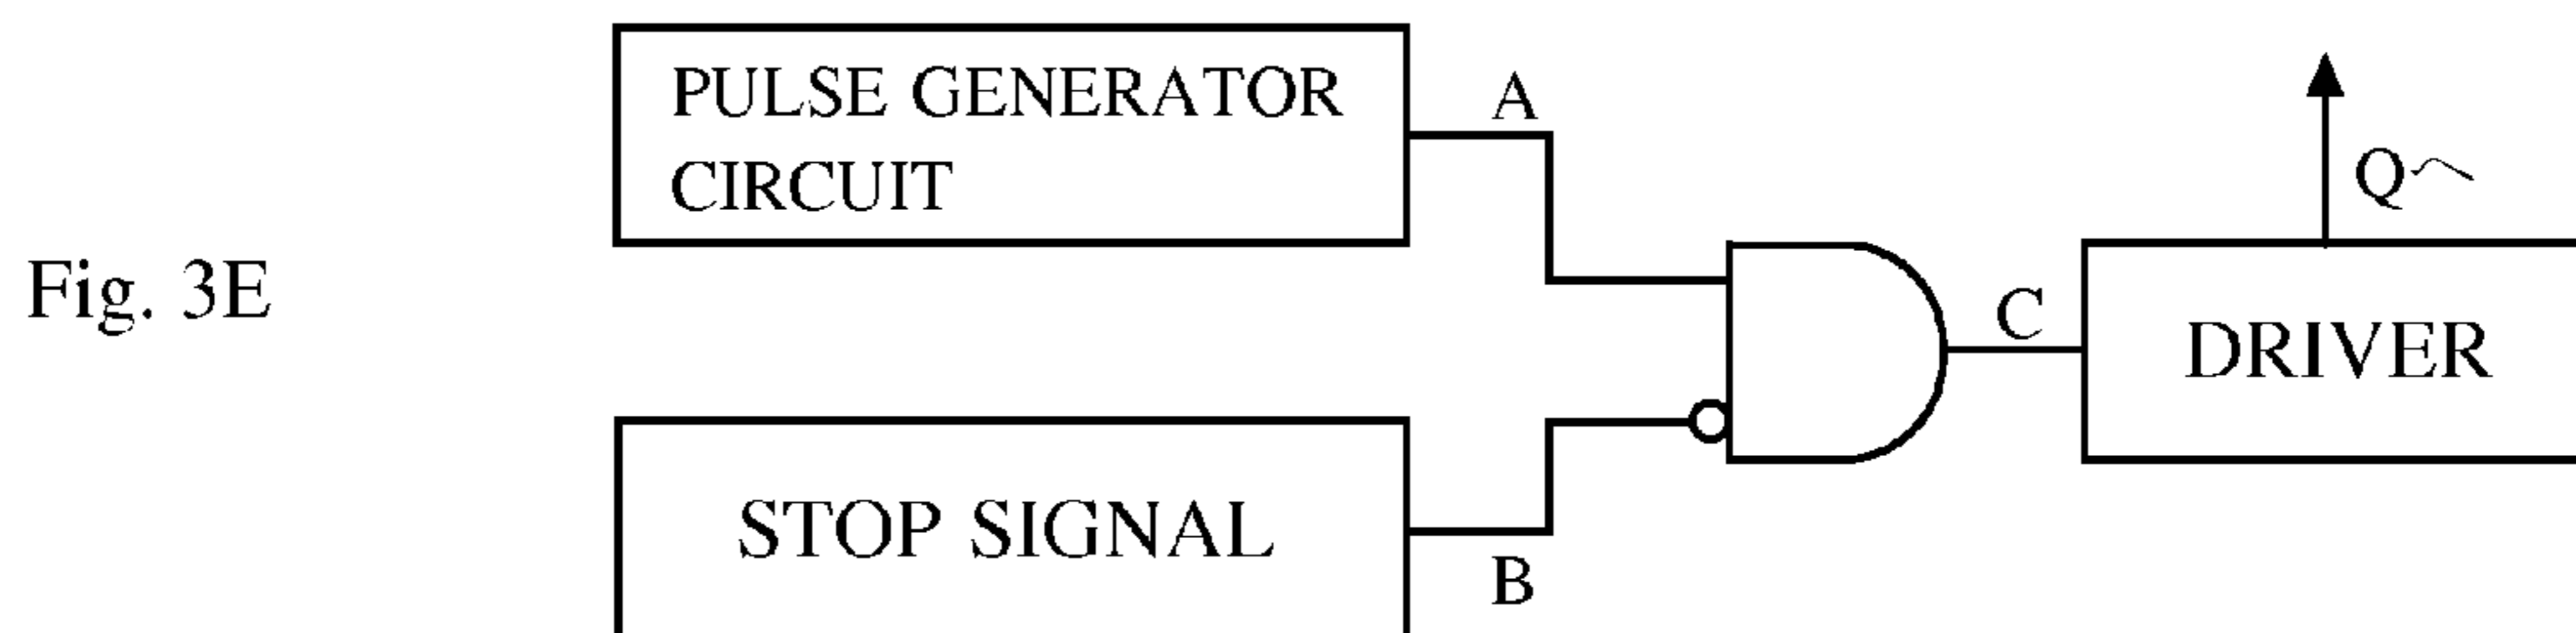 PULSE GENERATOR
CIRCUIT
A
Q
Fig. 3E
C
DRIVER
STOP SIGNAL
B